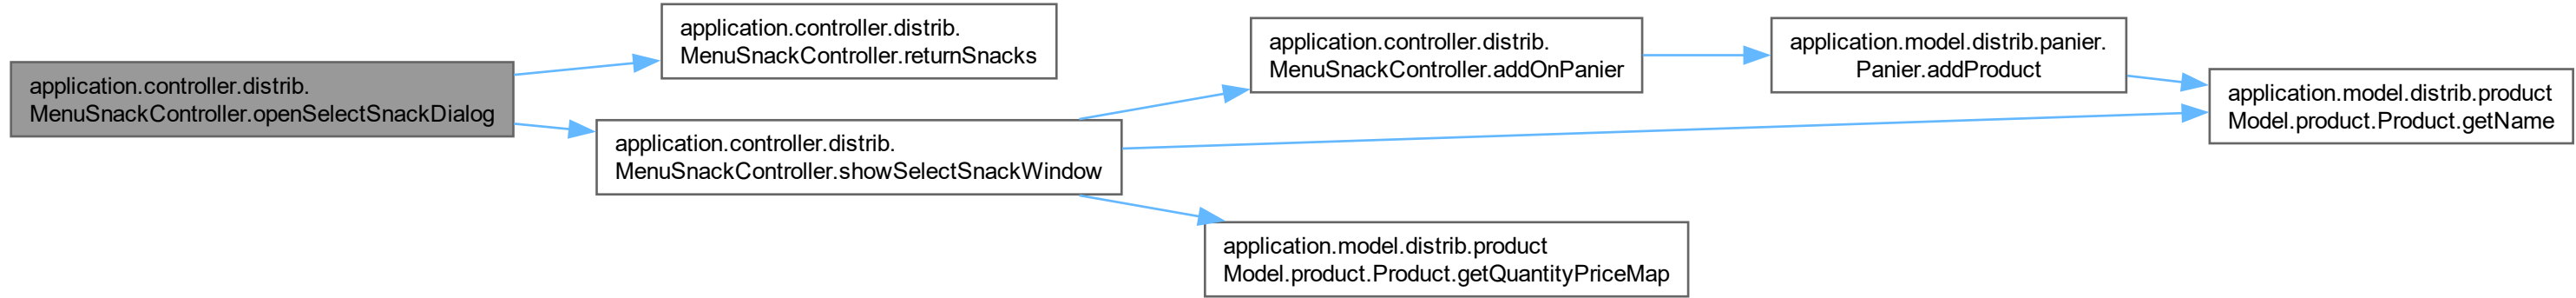 application.controller.distrib.
MenuSnackController.openSelectSnackDialog
application.controller.distrib.
MenuSnackController.returnSnacks
application.controller.distrib.
MenuSnackController.showSelectSnackWindow
application.controller.distrib.
MenuSnackController.addOnPanier
application.model.distrib.panier.
Panier.addProduct
application.model.distrib.product
Model.product.Product.getName
application.model.distrib.product
Model.product.Product.getQuantityPriceMap